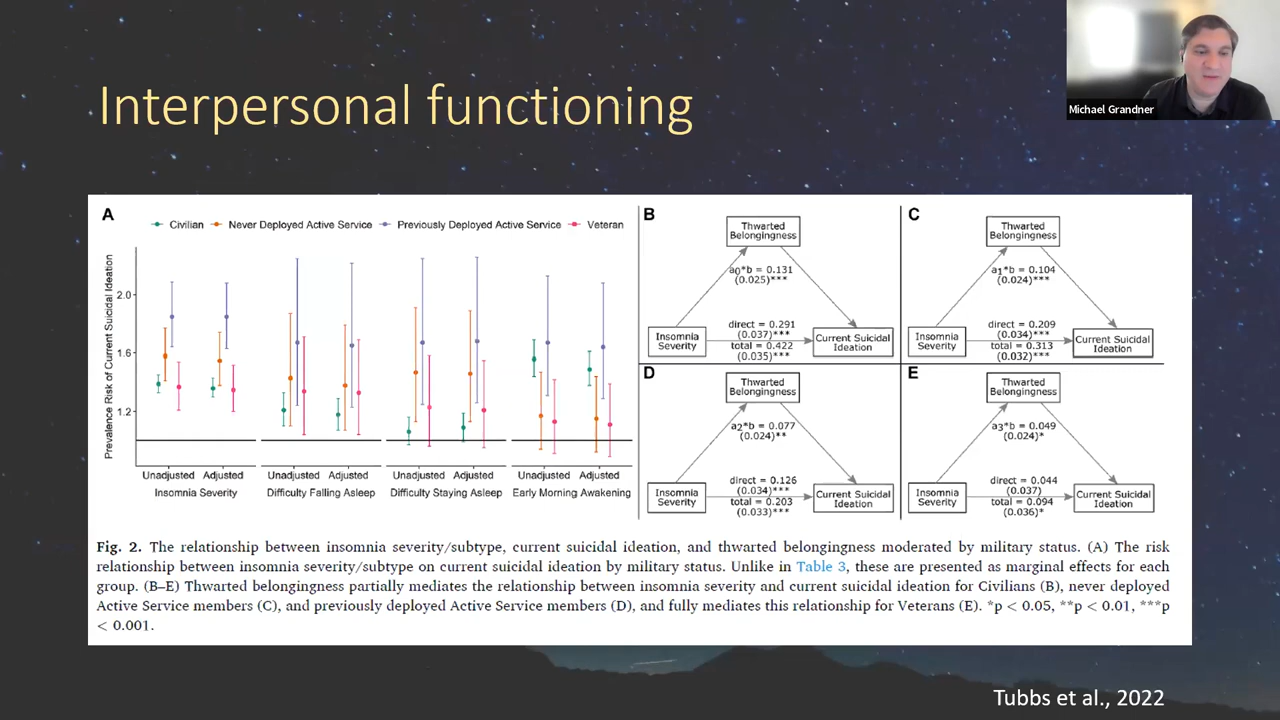 Michael Grandner
Interpersonal functioning
A
Civilian
Never Deployed Active Service
Previously Deployed Active Service
Veteran
Prevalence Risk of Current Suicidal Ideation
2.0
1.6
1.2
Unadjusted Adjusted
Insomnia Severity
Unadjusted Adjusted
Difficulty Falling Asleep
Unadjusted Adjusted
Difficulty Staying Asleep
Unadjusted Adjusted
Early Morning Awakening
B
Thwarted
Belongingness
a0*b = 0.131
(0.025)***
Insomnia
Severity
direct = 0.291
(0.037)***
total = 0.422
(0.035)***
Current Suicidal
Ideation
C
Thwarted
Belongingness
a1*b = 0.104
(0.024)***
Insomnia
Severity
direct = 0.209
(0.034)***
total = 0.313
(0.032)***
Current Suicidal
Ideation
D
Thwarted
Belongingness
a2*b = 0.077
(0.024)**
Insomnia
Severity
direct = 0.126
(0.034)***
total = 0.203
(0.033)***
Current Suicidal
Ideation
E
Thwarted
Belongingness
a3*b = 0.049
(0.024)*
Insomnia
Severity
direct = 0.044
(0.037)
total = 0.094
(0.036)*
Current Suicidal
Ideation
Fig. 2. The relationship between insomnia severity/subtype, current suicidal ideation, and thwarted belongingness moderated by military status. (A) The risk
relationship between insomnia severity/subtype on current suicidal ideation by military status. Unlike in Table 3, these are presented as marginal effects for each
group. (B–E) Thwarted belongingness partially mediates the relationship between insomnia severity and current suicidal ideation for Civilians (B), never deployed
Active Service members (C), and previously deployed Active Service members (D), and fully mediates this relationship for Veterans (E). *p < 0.05, **p < 0.01, ***p
< 0.001.
Tubbs et al., 2022